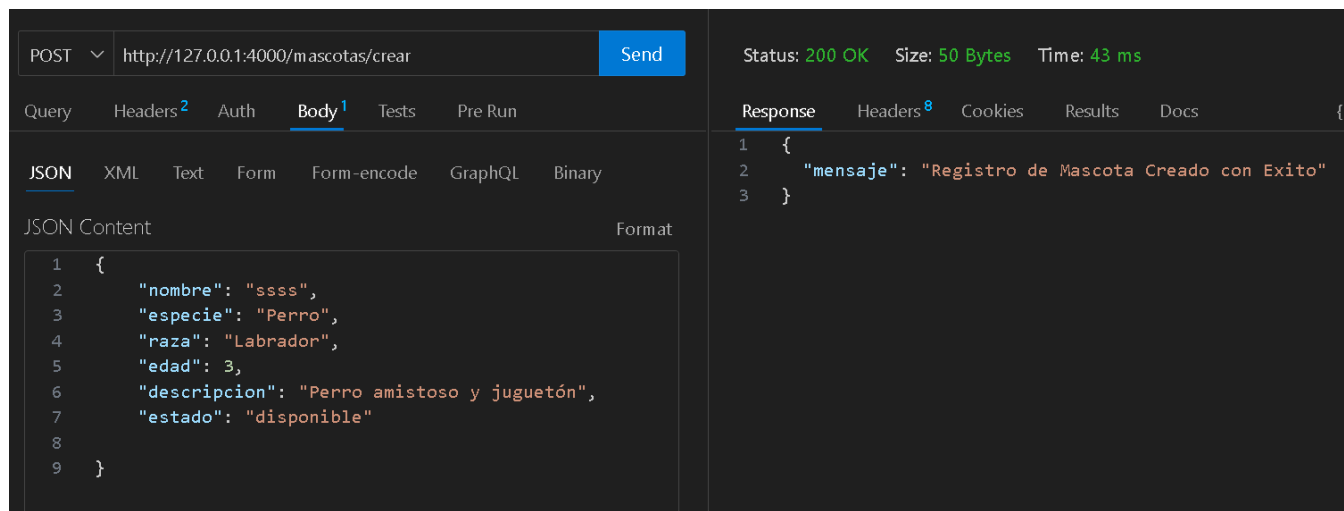 POST http://127.0.0.1:4000/mascotas/crear Send
Query Headers 2 Auth Body 1 Tests Pre Run
JSON XML Text Form Form-encode GraphQL Binary
JSON Content Format
1 {
2 "nombre": "ssss",
3 "especie": "Perro",
4 "raza": "Labrador",
5 "edad": 3,
6 "descripcion": "Perro amistoso y juguetón",
7 "estado": "disponible"
8
9 }
Status: 200 OK Size: 50 Bytes Time: 43 ms
Response Headers 8 Cookies Results Docs {
1 {
2 "mensaje": "Registro de Mascota Creado con Exito"
3 }